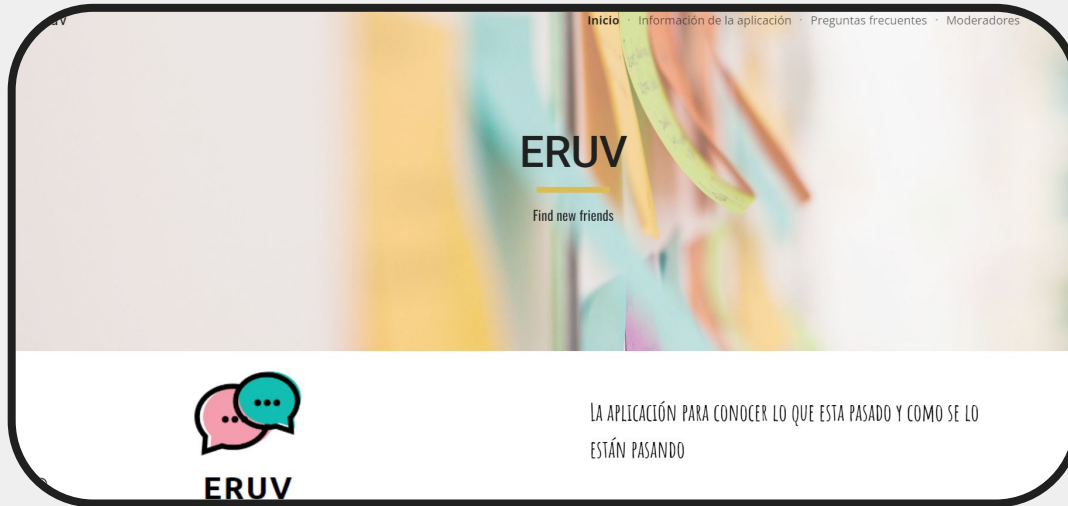 Inicio · Información de la aplicación · Preguntas frecuentes · Moderadores
ERUV
Find new friends
La aplicación para conocer lo que esta pasado y como se lo
están pasando
ERUV